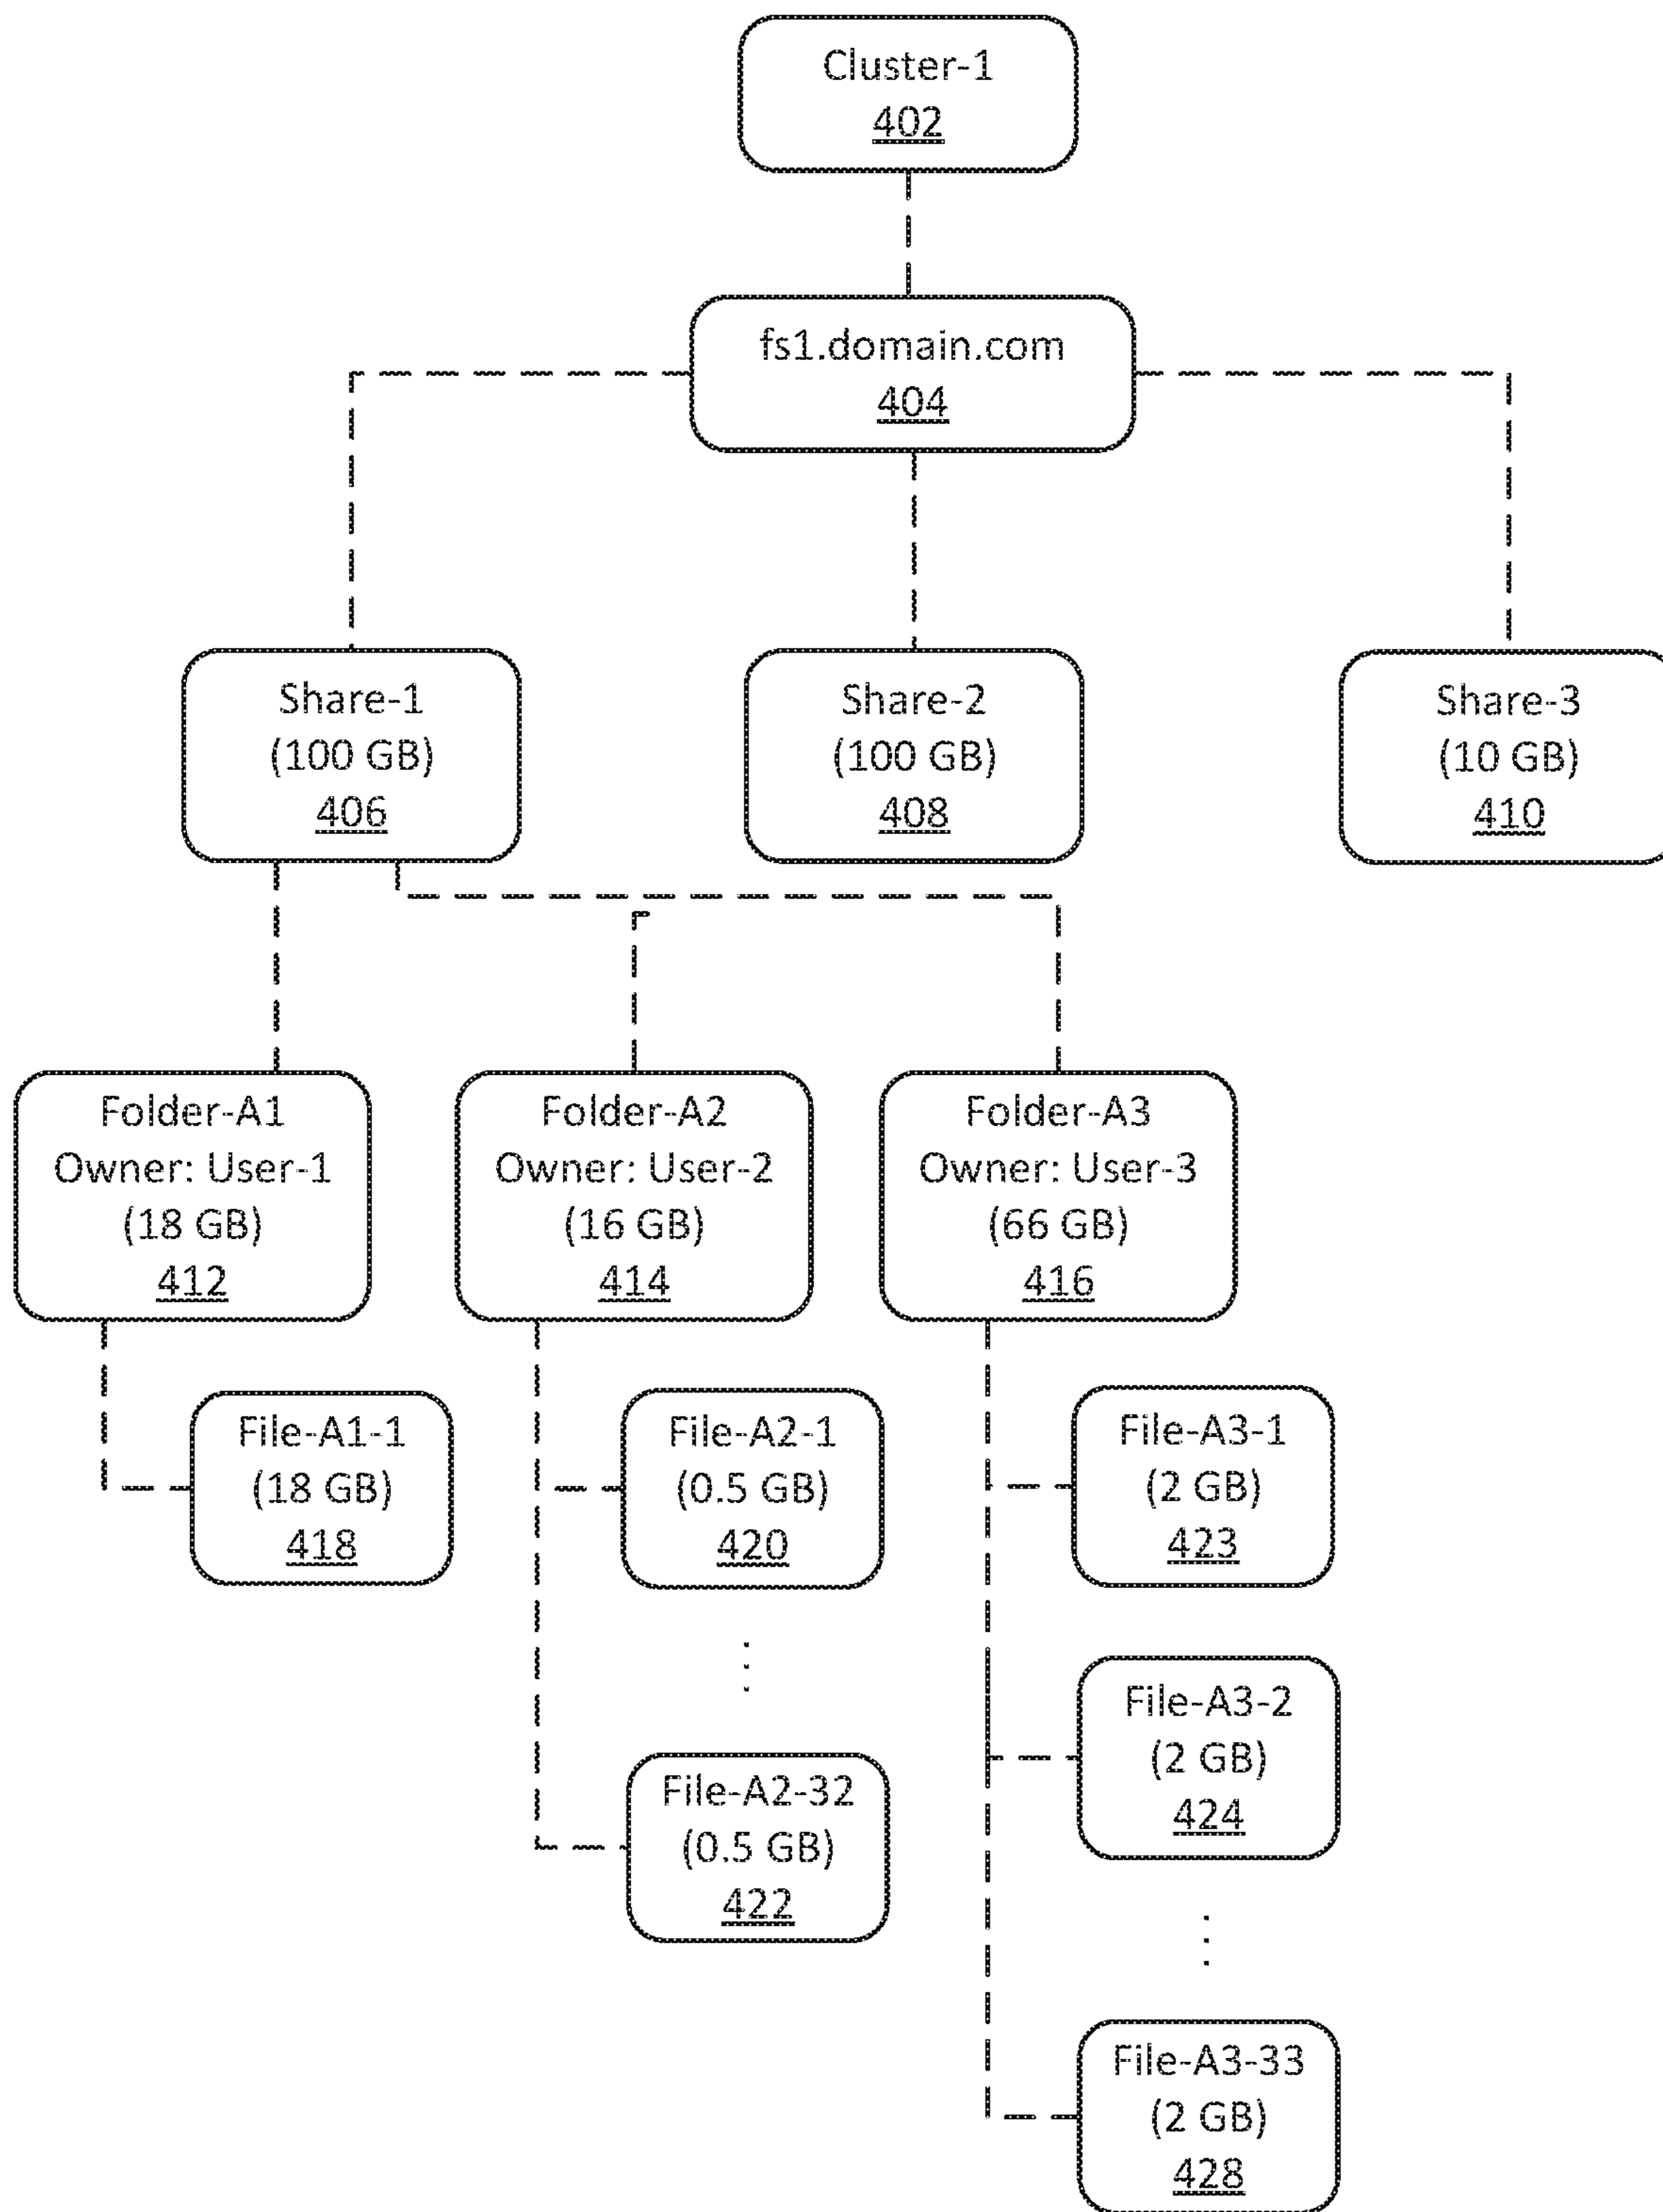 Cluster-1
402
fs1.domain.com
404
Share-1
(100 GB)
406
Share-2
(100 GB)
408
Share-3
(10 GB)
410
Folder-A1
Owner: User-1
(18 GB)
412
Folder-A2
Owner: User-2
(16 GB)
414
Folder-A3
Owner: User-3
(66 GB)
416
File-A1-1
(18 GB)
418
File-A2-1
(0.5 GB)
420
File-A3-1
(2 GB)
423
File-A3-2
(2 GB)
424
File-A2-32
(0.5 GB)
422
File-A3-33
(2 GB)
428